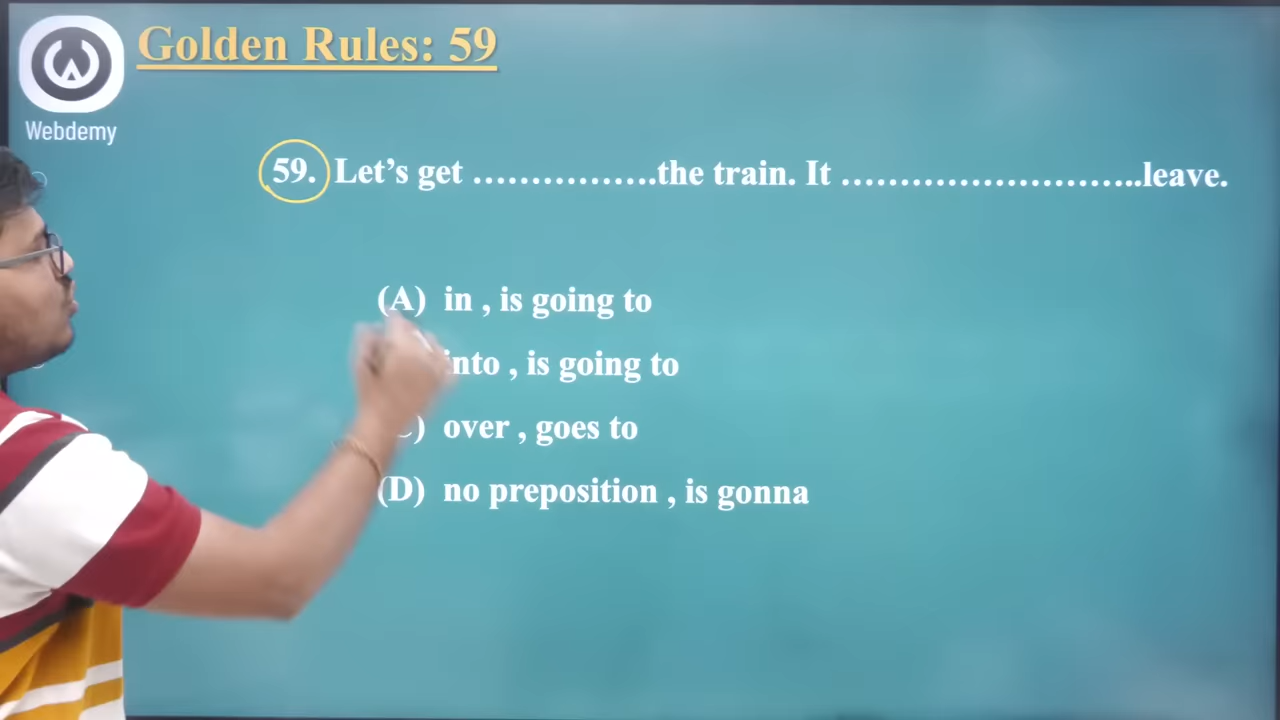 Golden Rules: 59
Webdemy
59. Let’s get …………….the train. It ……………………..leave.
(A) in , is going to
into , is going to
) over , goes to
(D) no preposition , is gonna